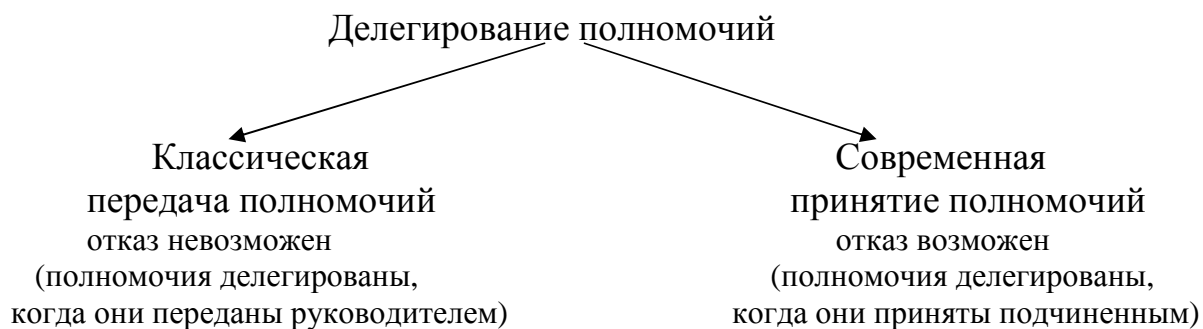 Делегирование полномочий
Классическая
передача полномочий
отказ невозможен
(полномочия делегированы,
когда они переданы руководителем)
Современная
принятие полномочий
отказ возможен
(полномочия делегированы,
когда они приняты подчиненным)